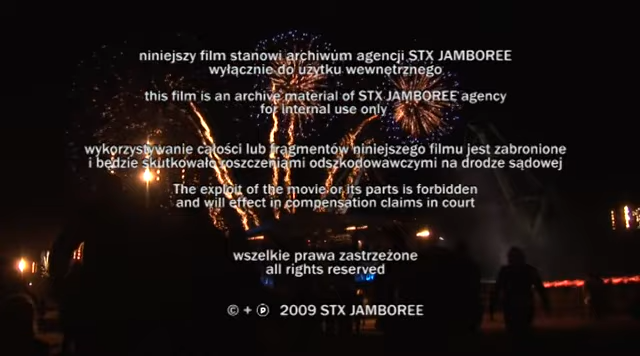 niniejszy film stanowi archiwum agencji STX JAMBOREE
wyłącznie do użytku wewnętrznego
this film is an archive material of STX JAMBOREE agency
for internal use only
wykorzystywanie całości lub fragmentów niniejszego filmu jest zabronione
i będzie skutkowało roszczeniami odszkodowawczymi na drodze sądowej
The exploit of the movie or its parts is forbidden
and will effect in compensation claims in court
wszelkie prawa zastrzeżone
all rights reserved
© + ℗ 2009 STX JAMBOREE